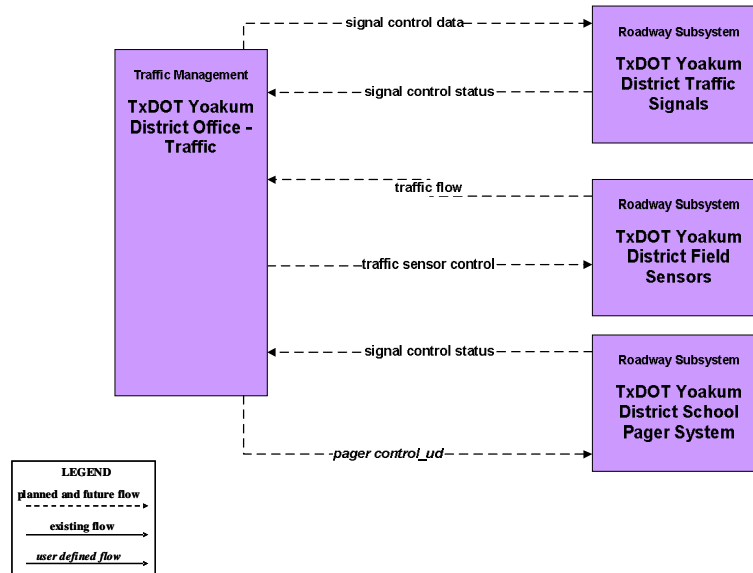 signal control data
Roadway Subsystem
TxDOT Yoakum
District Traffic
Signals
Traffic Management
TxDOT Yoakum
District Office -
Traffic
signal control status
traffic flow
Roadway Subsystem
TxDOT Yoakum
District Field
Sensors
traffic sensor control
signal control status
Roadway Subsystem
TxDOT Yoakum
District School
Pager System
pager control_ud
LEGEND
planned and future flow
existing flow
user defined flow